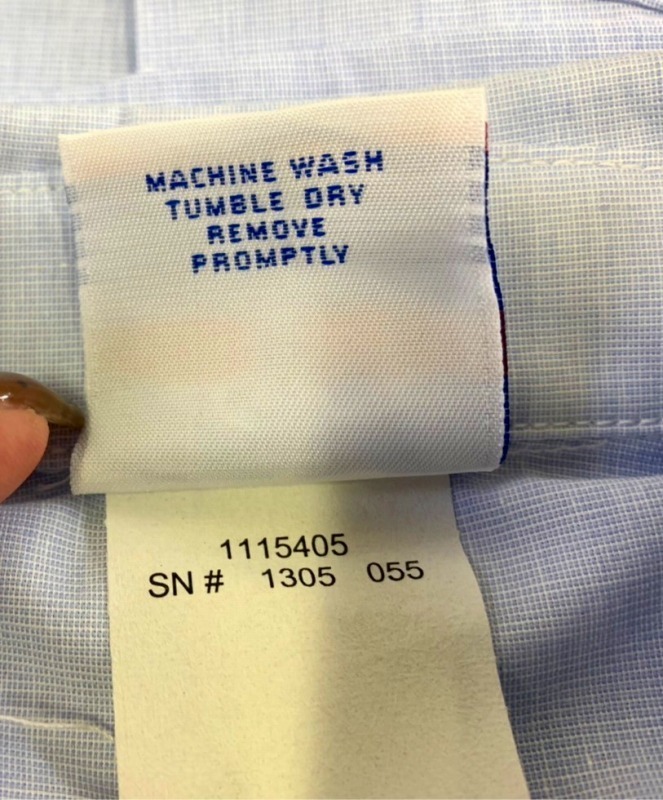 MACHINE WASH
TUMBLE DRY
REMOVE
PROMPTLY
1115405
SN # 1305 055